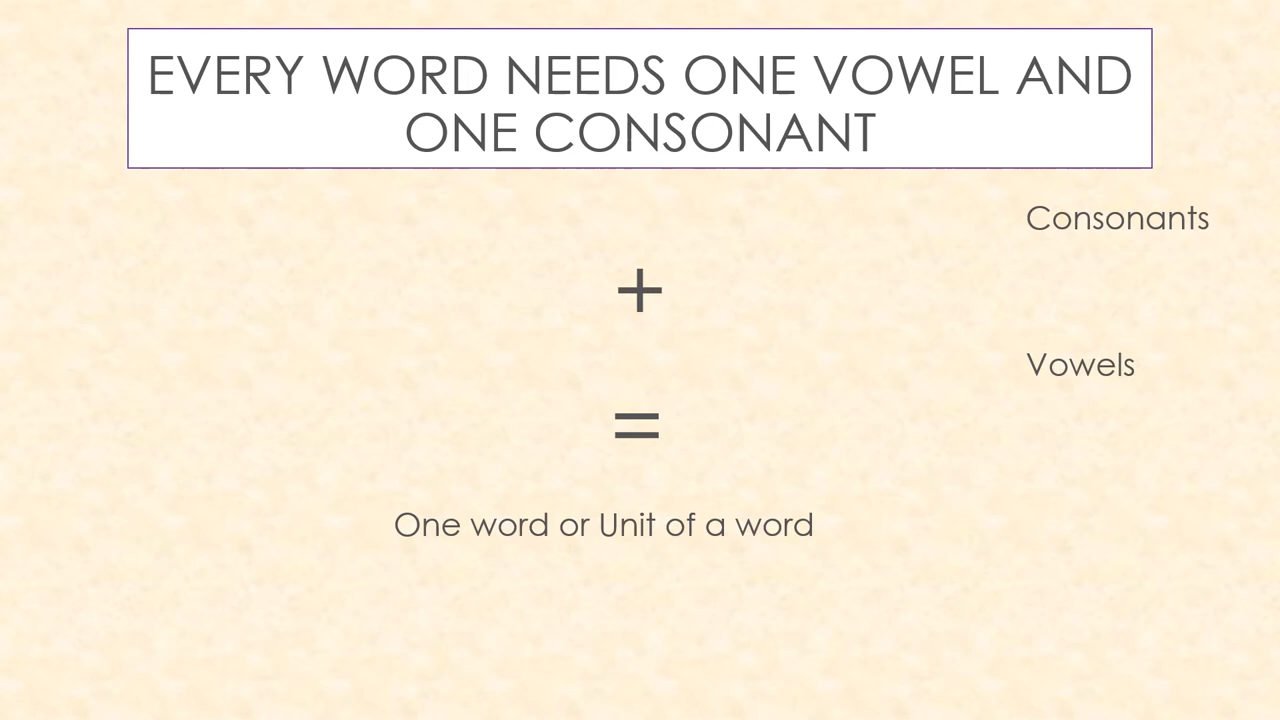 EVERY WORD NEEDS ONE VOWEL AND
ONE CONSONANT
Consonants
+
Vowels
=
One word or Unit of a word